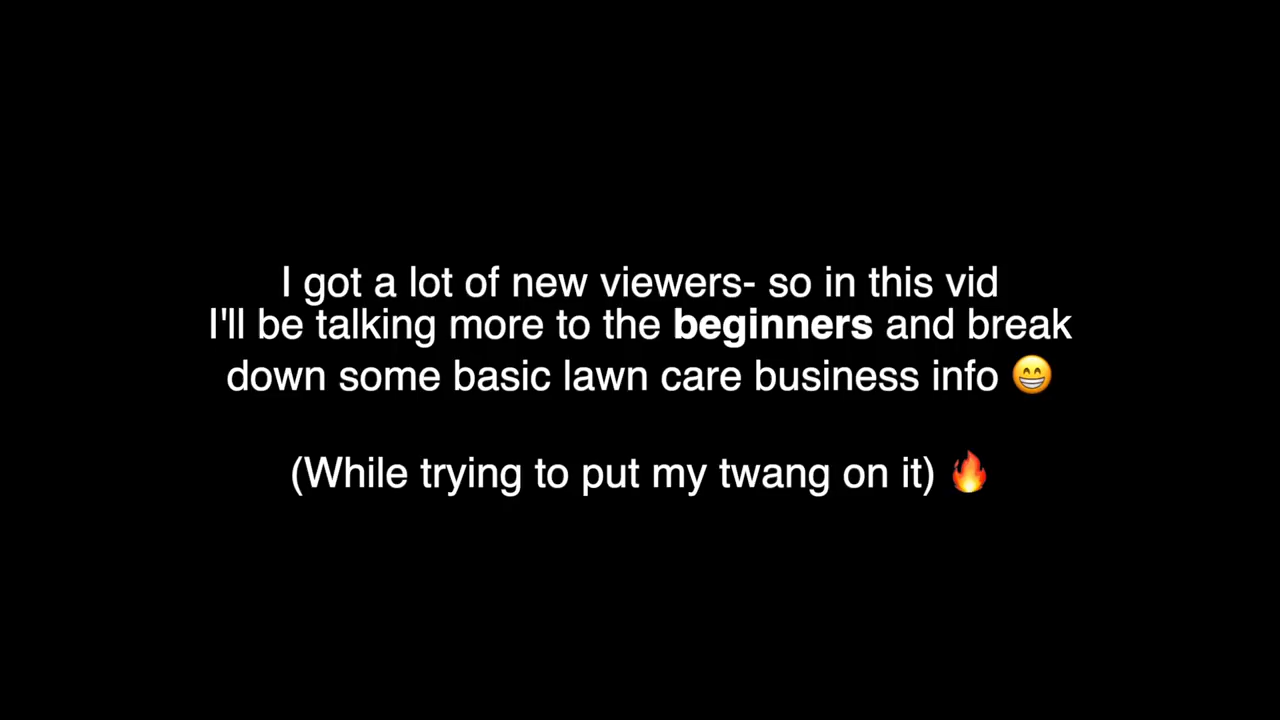 I got a lot of new viewers- so in this vid
I'll be talking more to the beginners and break
down some basic lawn care business info 😁
(While trying to put my twang on it) 🔥